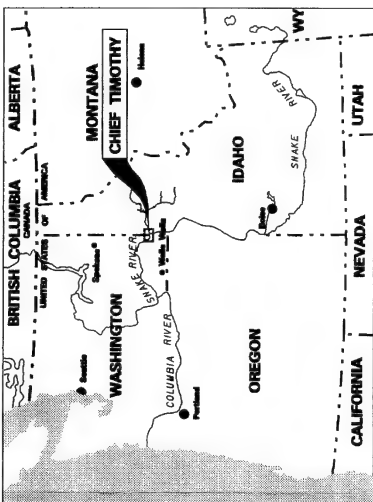 BRITISH COLUMBIA
ALBERTA
CANADA
UNITED STATES OF AMERICA
MONTANA
CHIEF TIMOTHY
Helena
Seattle
Spokane
WASHINGTON
SNAKE RIVER
Walla Walla
COLUMBIA RIVER
Portland
IDAHO
WY
Boise
SNAKE RIVER
OREGON
CALIFORNIA
NEVADA
UTAH